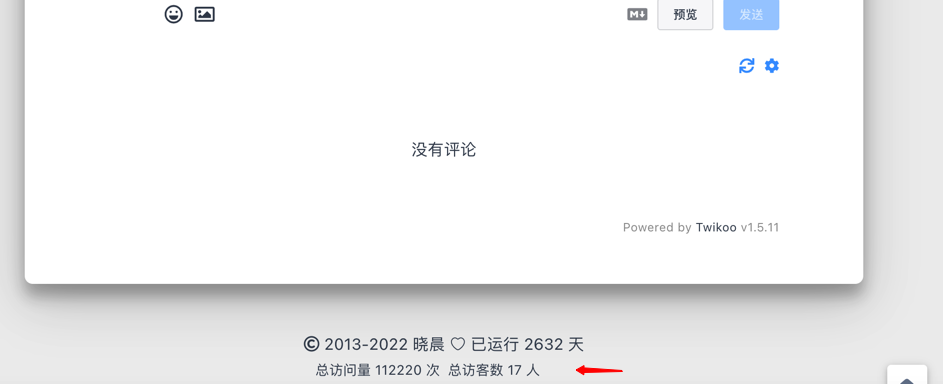 M↓ 预览 发送
没有评论
Powered by Twikoo v1.5.11
© 2013-2022 晓晨 ♡ 已运行 2632 天
总访问量 112220 次 总访客数 17 人